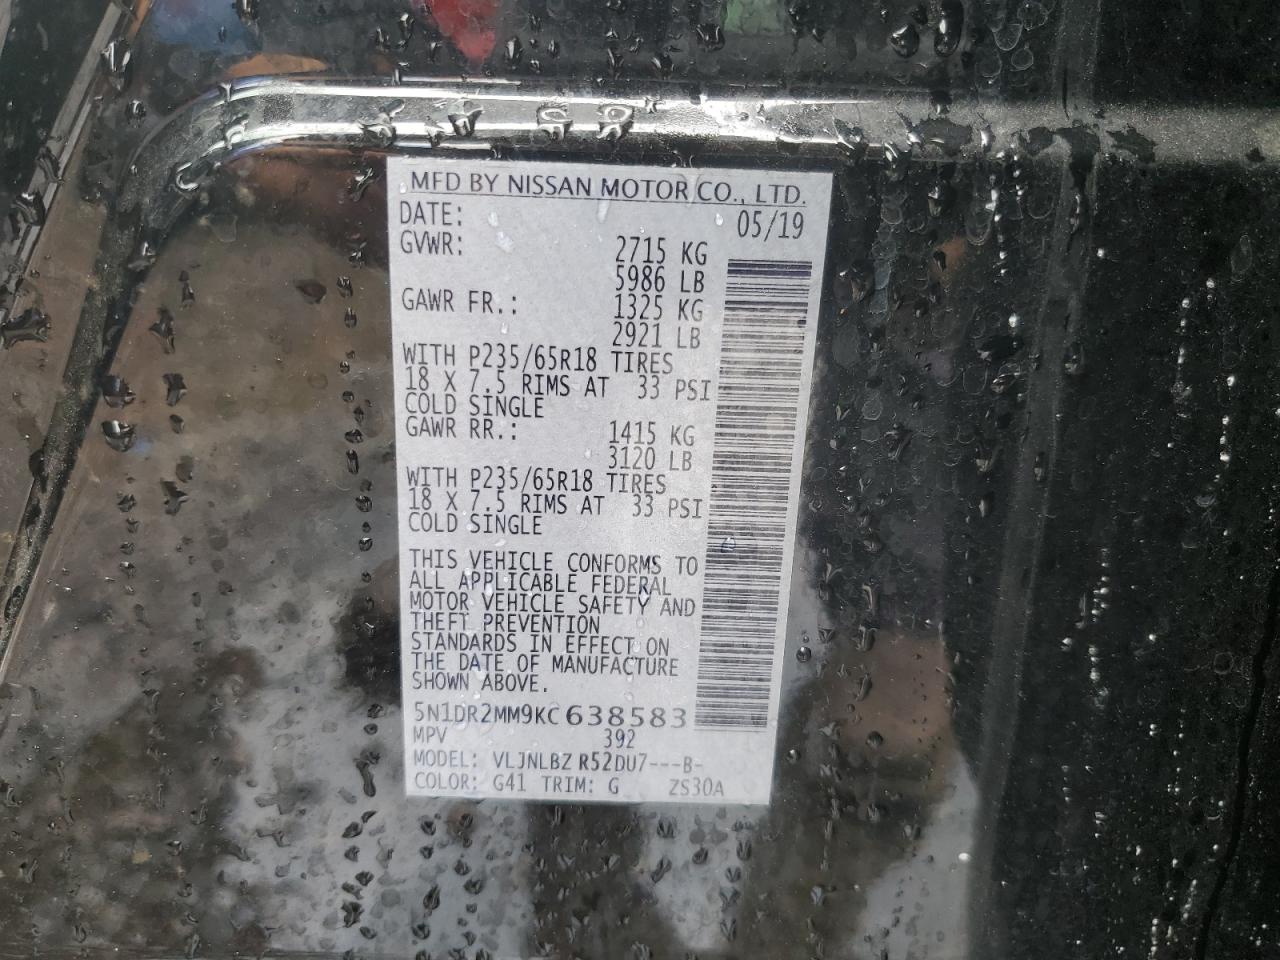 MFD BY NISSAN MOTOR CO., LTD.
DATE: 05/19
GVWR: 2715 KG
5986 LB
GAWR FR.: 1325 KG
2921 LB
WITH P235/65R18 TIRES
18 X 7.5 RIMS AT 33 PSI
COLD SINGLE
GAWR RR.: 1415 KG
3120 LB
WITH P235/65R18 TIRES
18 X 7.5 RIMS AT 33 PSI
COLD SINGLE
THIS VEHICLE CONFORMS TO
ALL APPLICABLE FEDERAL
MOTOR VEHICLE SAFETY AND
THEFT PREVENTION
STANDARDS IN EFFECT ON
THE DATE OF MANUFACTURE
SHOWN ABOVE.
5N1DR2MM9KC638583
MPV 392
MODEL: VLJNLBZ R52DU7---B-
COLOR: G41 TRIM: G ZS30A